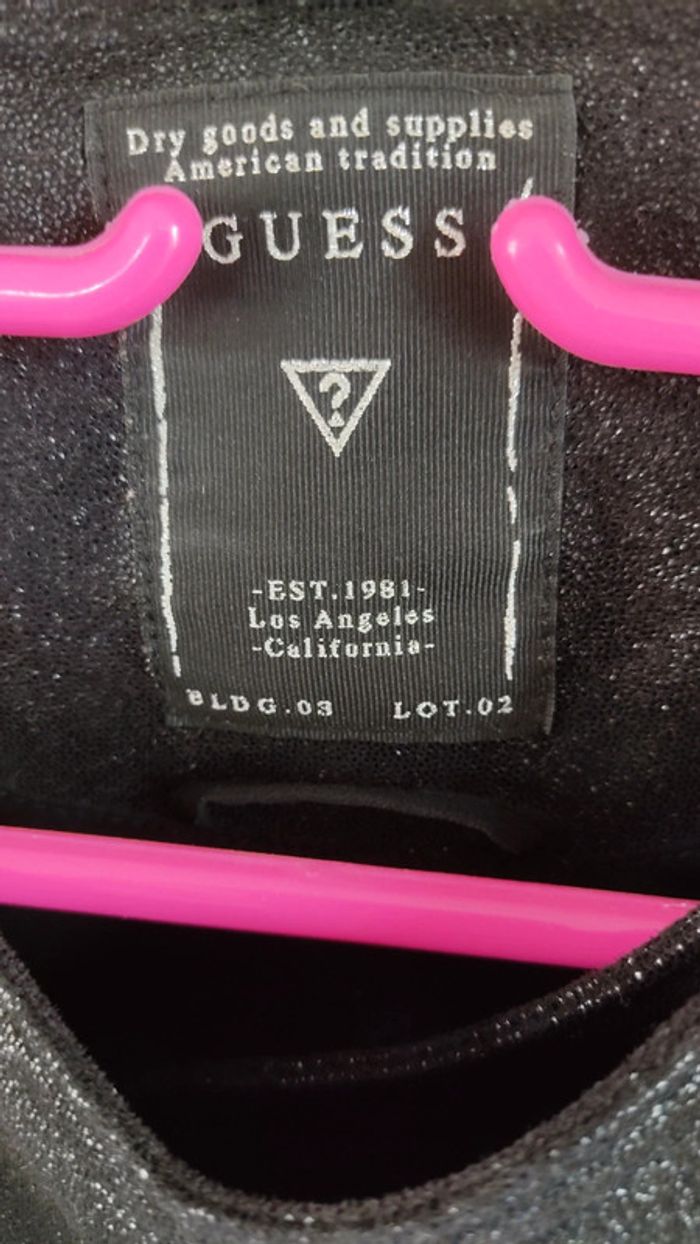 Dry goods and supplies
American tradition
GUESS
?
-EST.1981-
Los Angeles
-California-
BLDG.03 LOT.02